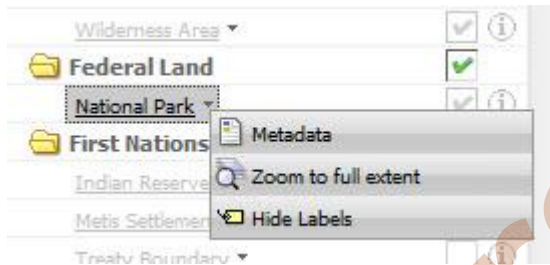 Wilderness Area
Federal Land
National Park
First Nations
Metadata
Indian Reserve
Zoom to full extent
Metis Settlemen
Hide Labels
Treaty Boundary